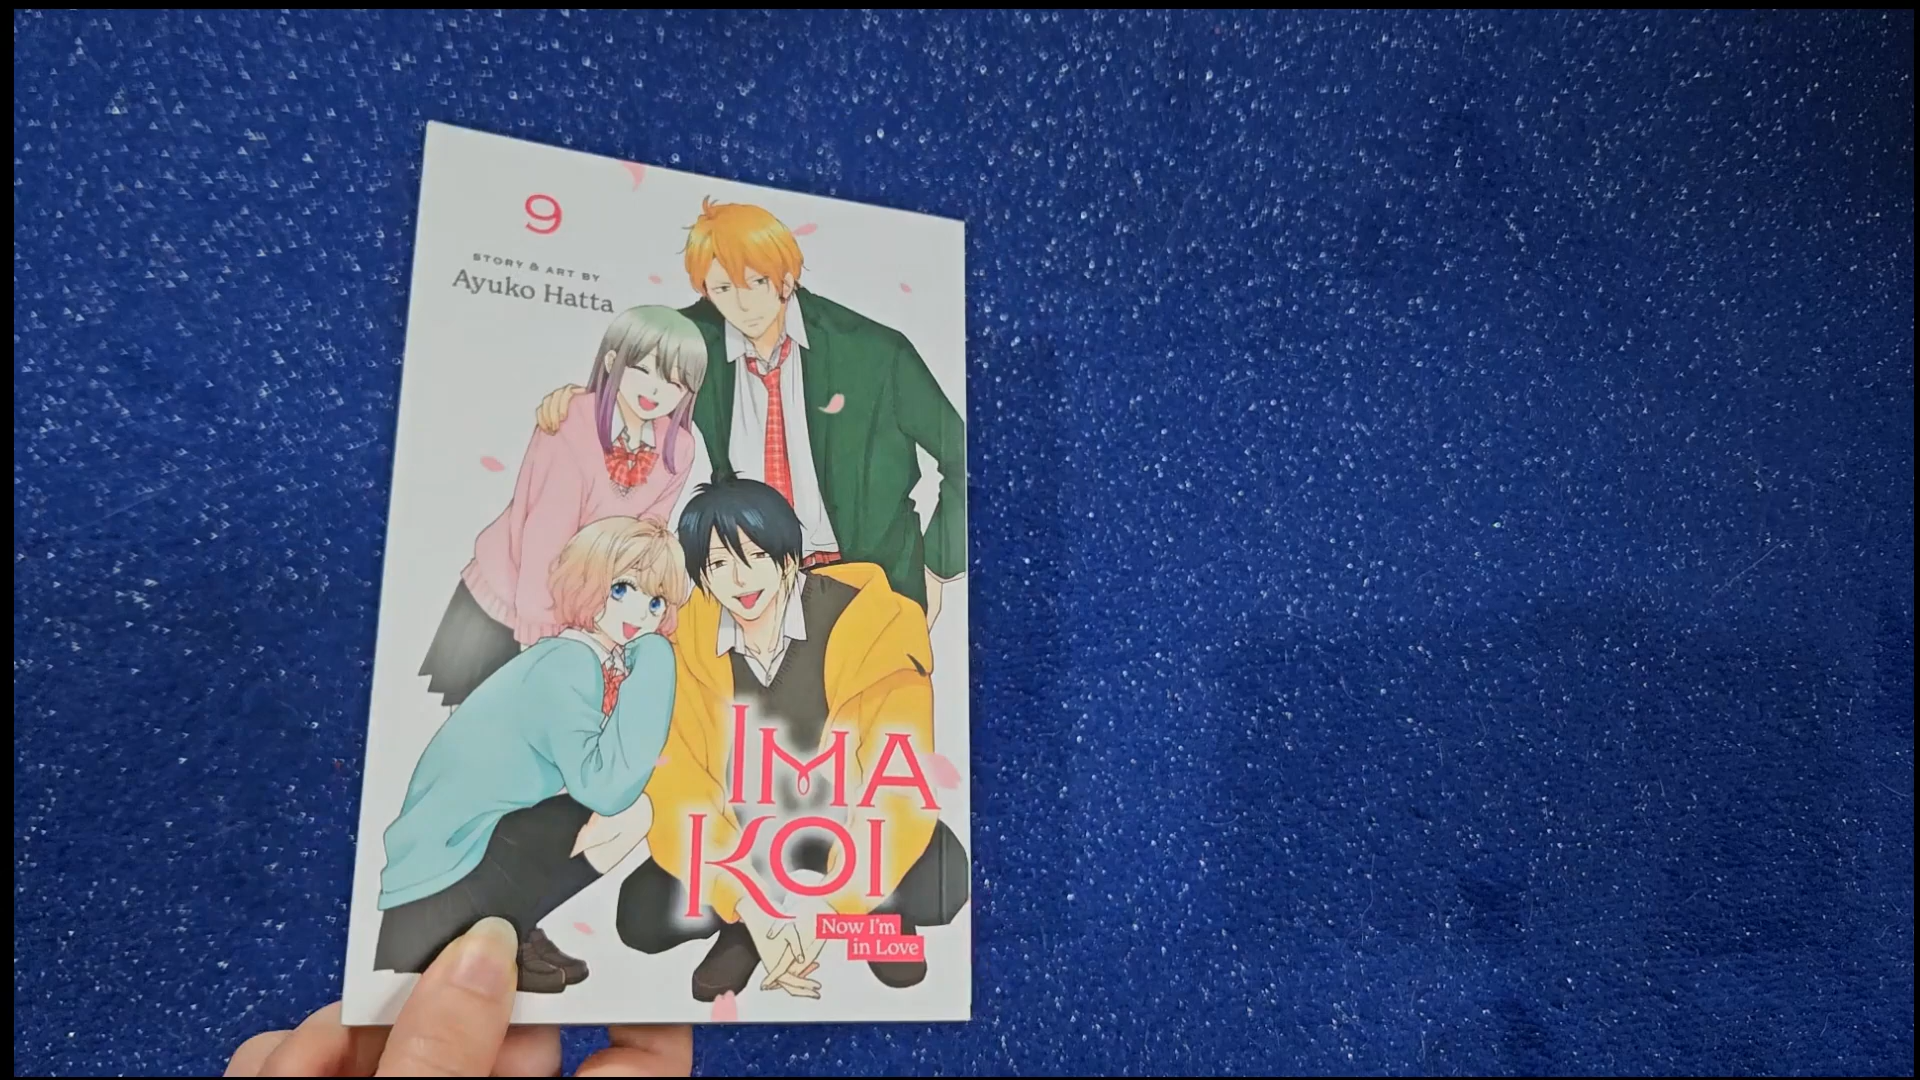 9
STORY & ART BY
Ayuko Hatta
IMA
KOI
Now I'm
in Love